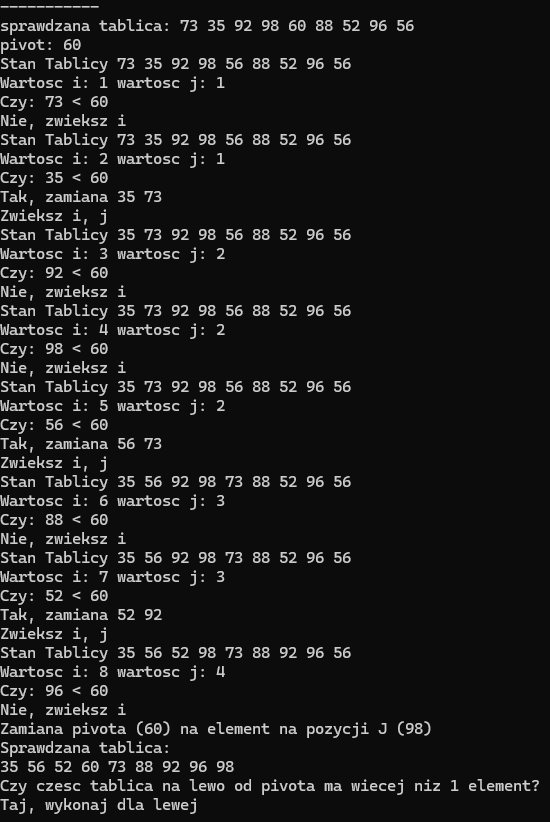 -----------
sprawdzana tablica: 73 35 92 98 60 88 52 96 56
pivot: 60
Stan Tablicy 73 35 92 98 56 88 52 96 56
Wartosc i: 1 wartosc j: 1
Czy: 73 < 60
Nie, zwieksz i
Stan Tablicy 73 35 92 98 56 88 52 96 56
Wartosc i: 2 wartosc j: 1
Czy: 35 < 60
Tak, zamiana 35 73
Zwieksz i, j
Stan Tablicy 35 73 92 98 56 88 52 96 56
Wartosc i: 3 wartosc j: 2
Czy: 92 < 60
Nie, zwieksz i
Stan Tablicy 35 73 92 98 56 88 52 96 56
Wartosc i: 4 wartosc j: 2
Czy: 98 < 60
Nie, zwieksz i
Stan Tablicy 35 73 92 98 56 88 52 96 56
Wartosc i: 5 wartosc j: 2
Czy: 56 < 60
Tak, zamiana 56 73
Zwieksz i, j
Stan Tablicy 35 56 92 98 73 88 52 96 56
Wartosc i: 6 wartosc j: 3
Czy: 88 < 60
Nie, zwieksz i
Stan Tablicy 35 56 92 98 73 88 52 96 56
Wartosc i: 7 wartosc j: 3
Czy: 52 < 60
Tak, zamiana 52 92
Zwieksz i, j
Stan Tablicy 35 56 52 98 73 88 92 96 56
Wartosc i: 8 wartosc j: 4
Czy: 96 < 60
Nie, zwieksz i
Zamiana pivota (60) na element na pozycji J (98)
Sprawdzana tablica:
35 56 52 60 73 88 92 96 98
Czy czesc tablica na lewo od pivota ma wiecej niz 1 element?
Taj, wykonaj dla lewej